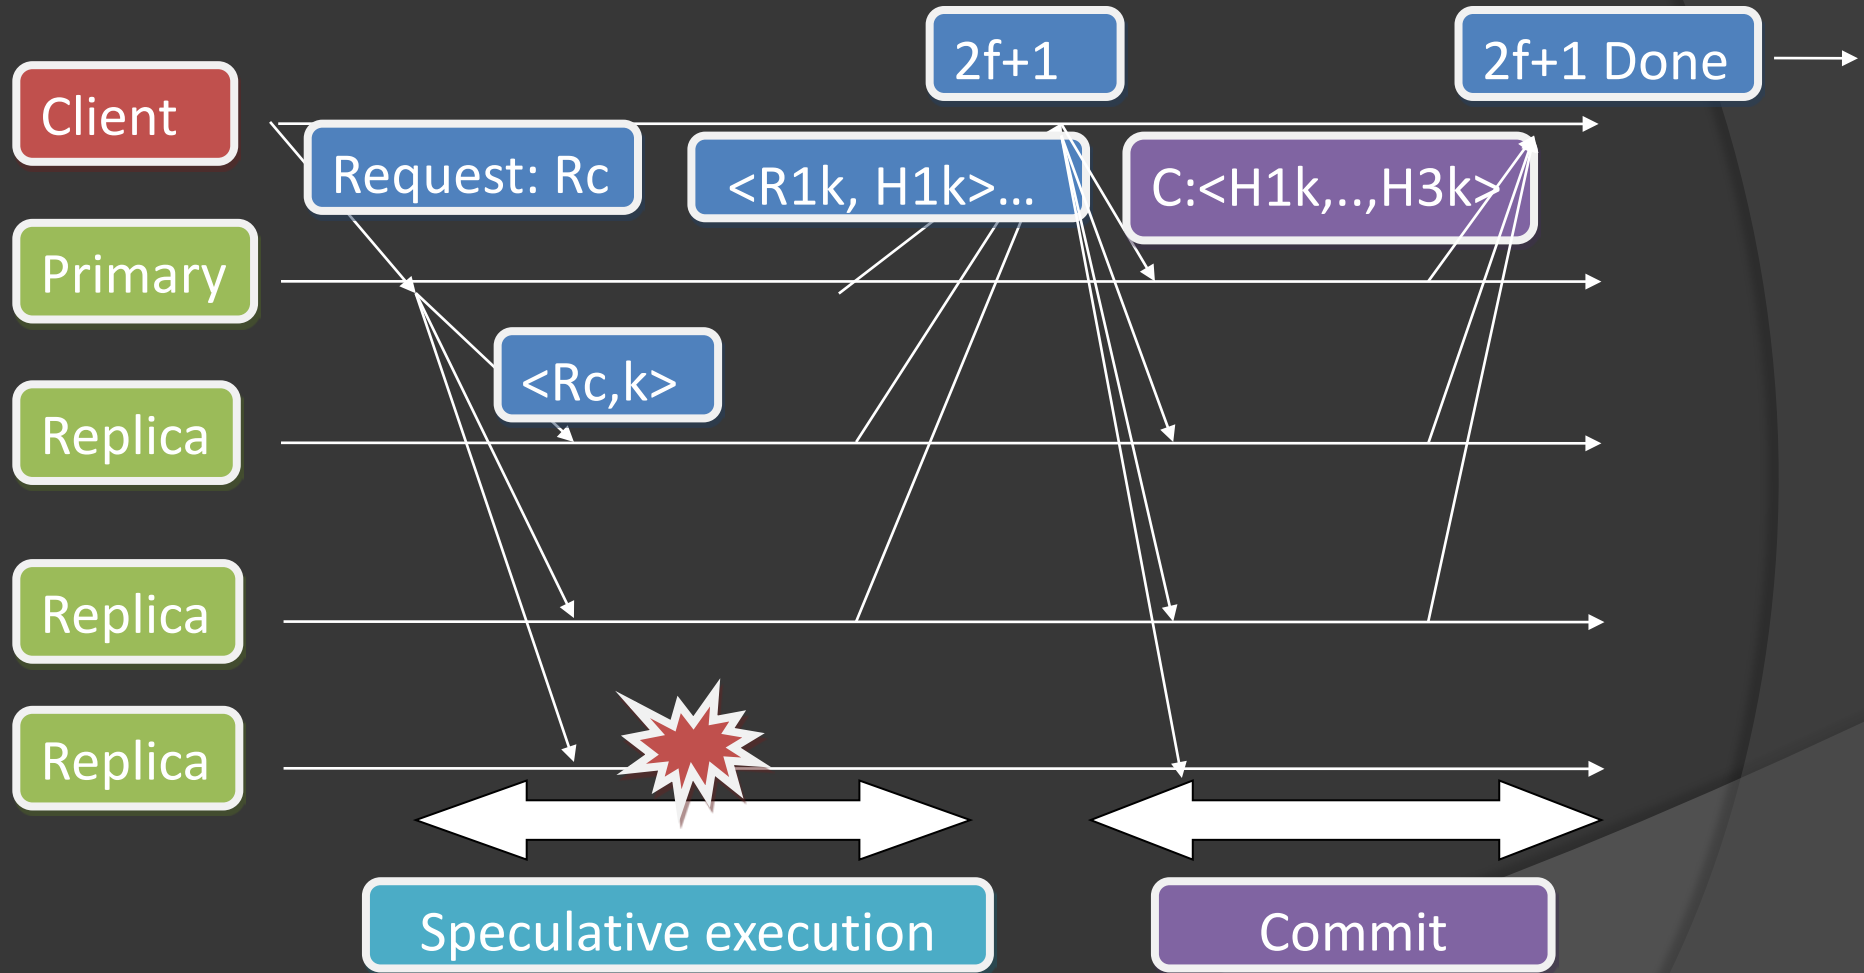 2f+1
2f+1 Done
Client
Request: Rc
<R1k, H1k>...
C:<H1k,..,H3k>
Primary
<Rc,k>
Replica
Replica
Replica
Speculative execution
Commit